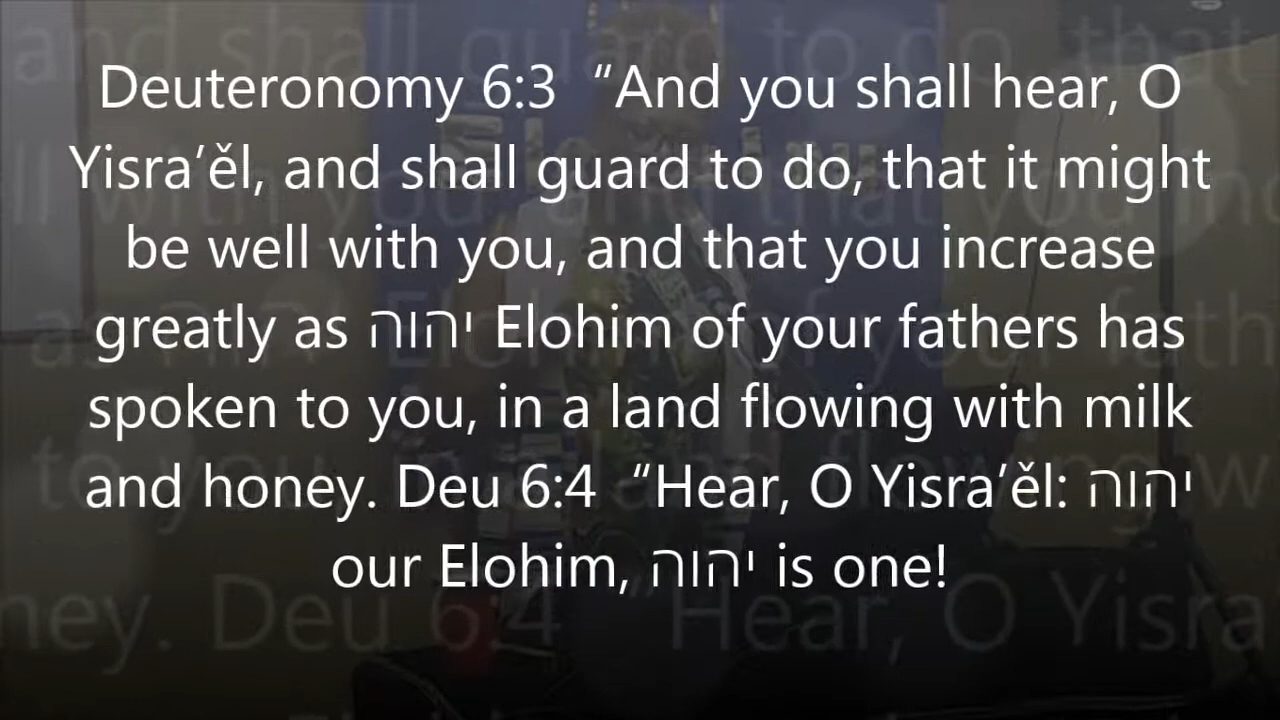 Deuteronomy 6:3  “And you shall hear, O
Yisra’ěl, and shall guard to do, that it might
be well with you, and that you increase
greatly as יהוה Elohim of your fathers has
spoken to you, in a land flowing with milk
and honey. Deu 6:4  “Hear, O Yisra’ěl: יהוה
our Elohim, יהוה is one!